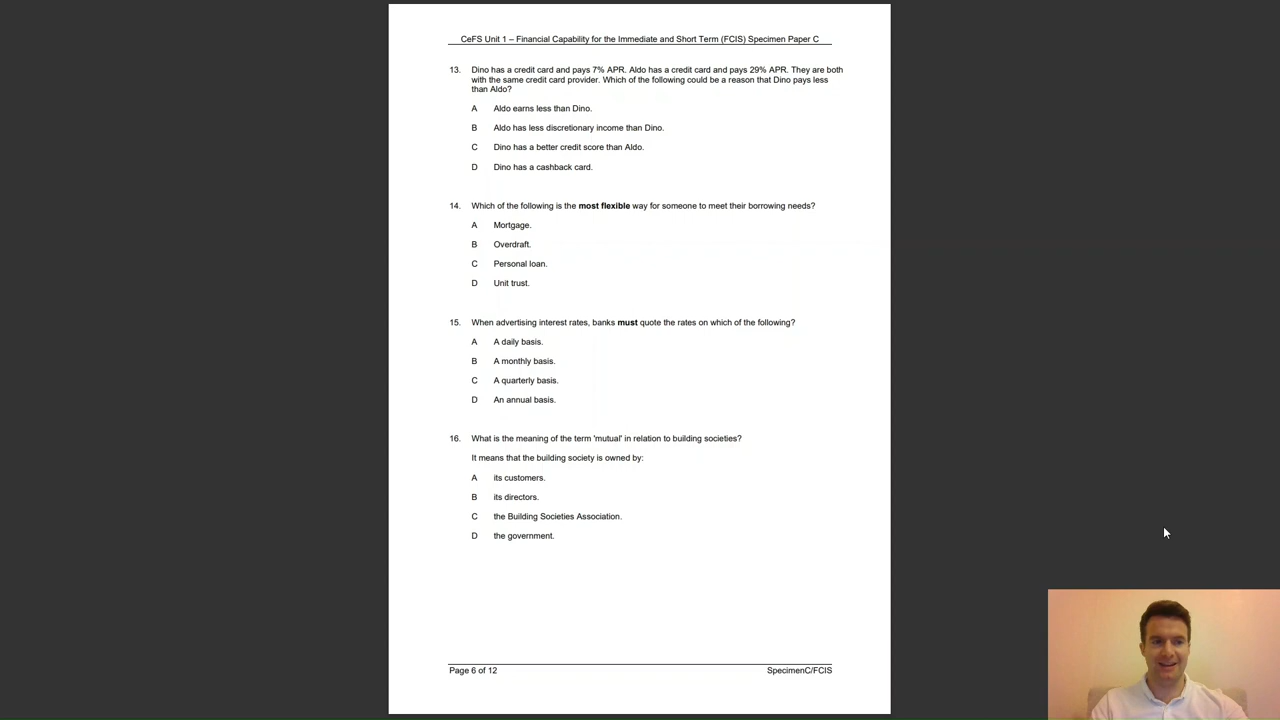 CeFS Unit 1 – Financial Capability for the Immediate and Short Term (FCIS) Specimen Paper C
13. Dino has a credit card and pays 7% APR. Aldo has a credit card and pays 29% APR. They are both
with the same credit card provider. Which of the following could be a reason that Dino pays less
than Aldo?
A Aldo earns less than Dino.
B Aldo has less discretionary income than Dino.
C Dino has a better credit score than Aldo.
D Dino has a cashback card.
14. Which of the following is the most flexible way for someone to meet their borrowing needs?
A Mortgage.
B Overdraft.
C Personal loan.
D Unit trust.
15. When advertising interest rates, banks must quote the rates on which of the following?
A A daily basis.
B A monthly basis.
C A quarterly basis.
D An annual basis.
16. What is the meaning of the term 'mutual' in relation to building societies?
It means that the building society is owned by:
A its customers.
B its directors.
C the Building Societies Association.
D the government.
Page 6 of 12 SpecimenC/FCIS